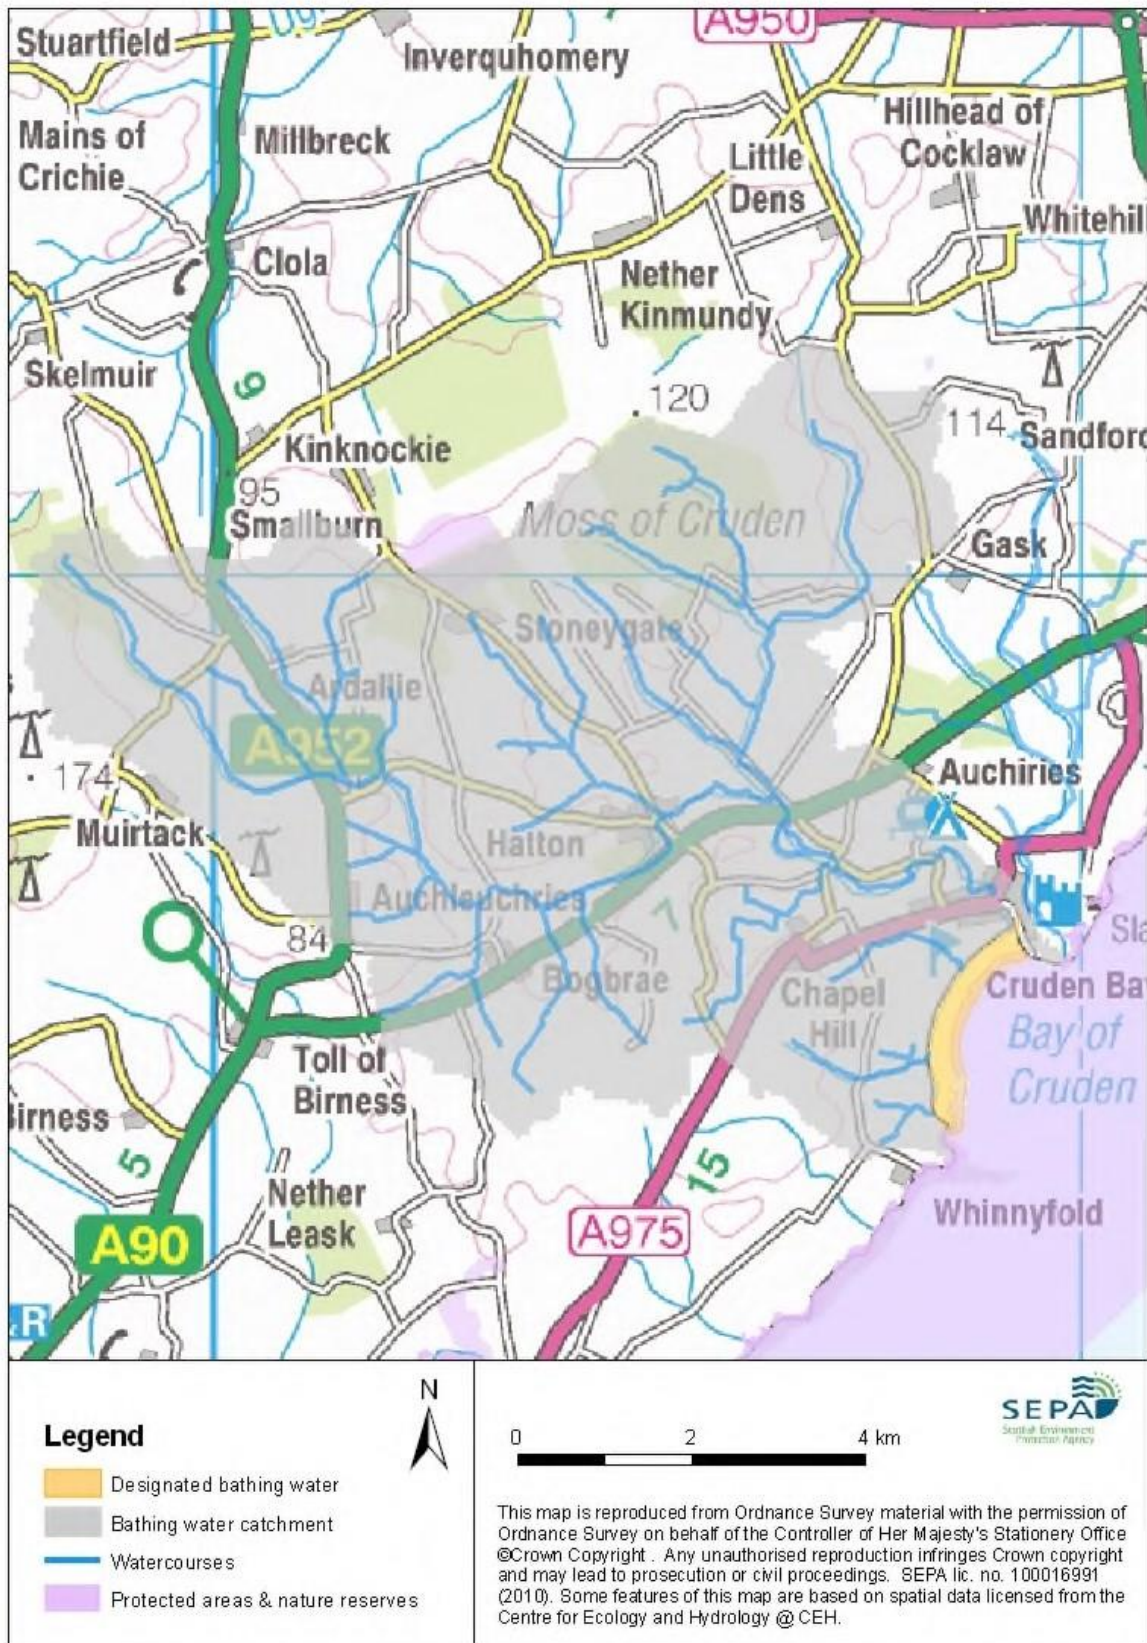 A950
Stuartfield
Inverquhomery
Hillhead of
Cocklaw
Mains of
Crichie
Millbreck
Little
Dens
Clola
Nether
Kinmundy
Skelmuir
9
120
Kinknockie
114
95
Smallburn
Moss of Cruden
Gask
Stoneygate
Ardallie
A952
174
Auchiries
Muirtack
Hatton
Auchleuchries
7
84
Bogbrae
Chapel
Hill
Cruden Ba
Bay of
Cruden
Toll of
Birness
5
Nether
Leask
15
A90
A975
Whinnyfold
R
Legend
N
Designated bathing water
Bathing water catchment
Watercourses
Protected areas & nature reserves
0 2 4 km
SEPA
Scottish Environment
Protection Agency
This map is reproduced from Ordnance Survey material with the permission of
Ordnance Survey on behalf of the Controller of Her Majesty's Stationery Office
©Crown Copyright . Any unauthorised reproduction infringes Crown copyright
and may lead to prosecution or civil proceedings. SEPA lic. no. 100016991
(2010). Some features of this map are based on spatial data licensed from the
Centre for Ecology and Hydrology @ CEH.